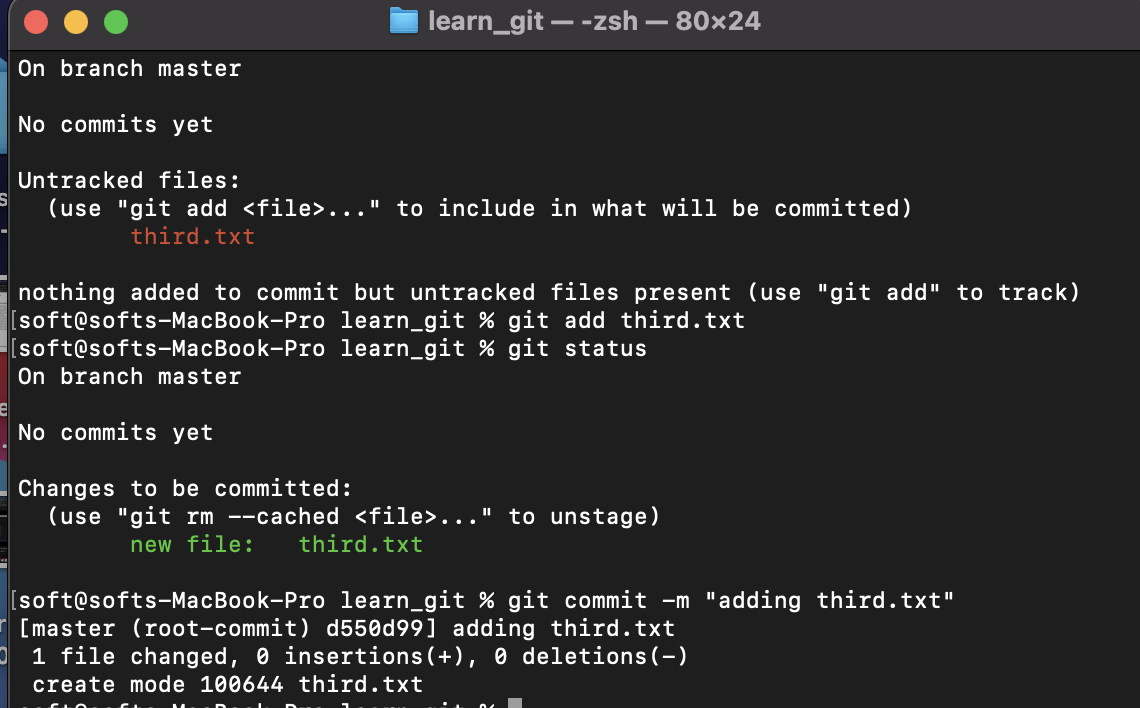 learn_git — -zsh — 80×24
On branch master
No commits yet
Untracked files:
(use "git add <file>..." to include in what will be committed)
third.txt
nothing added to commit but untracked files present (use "git add" to track)
[soft@softs-MacBook-Pro learn_git % git add third.txt
[soft@softs-MacBook-Pro learn_git % git status
On branch master
No commits yet
Changes to be committed:
(use "git rm --cached <file>..." to unstage)
new file:   third.txt
[soft@softs-MacBook-Pro learn_git % git commit -m "adding third.txt"
[master (root-commit) d550d99] adding third.txt
1 file changed, 0 insertions(+), 0 deletions(-)
create mode 100644 third.txt
soft@softs-MacBook-Pro learn_git %